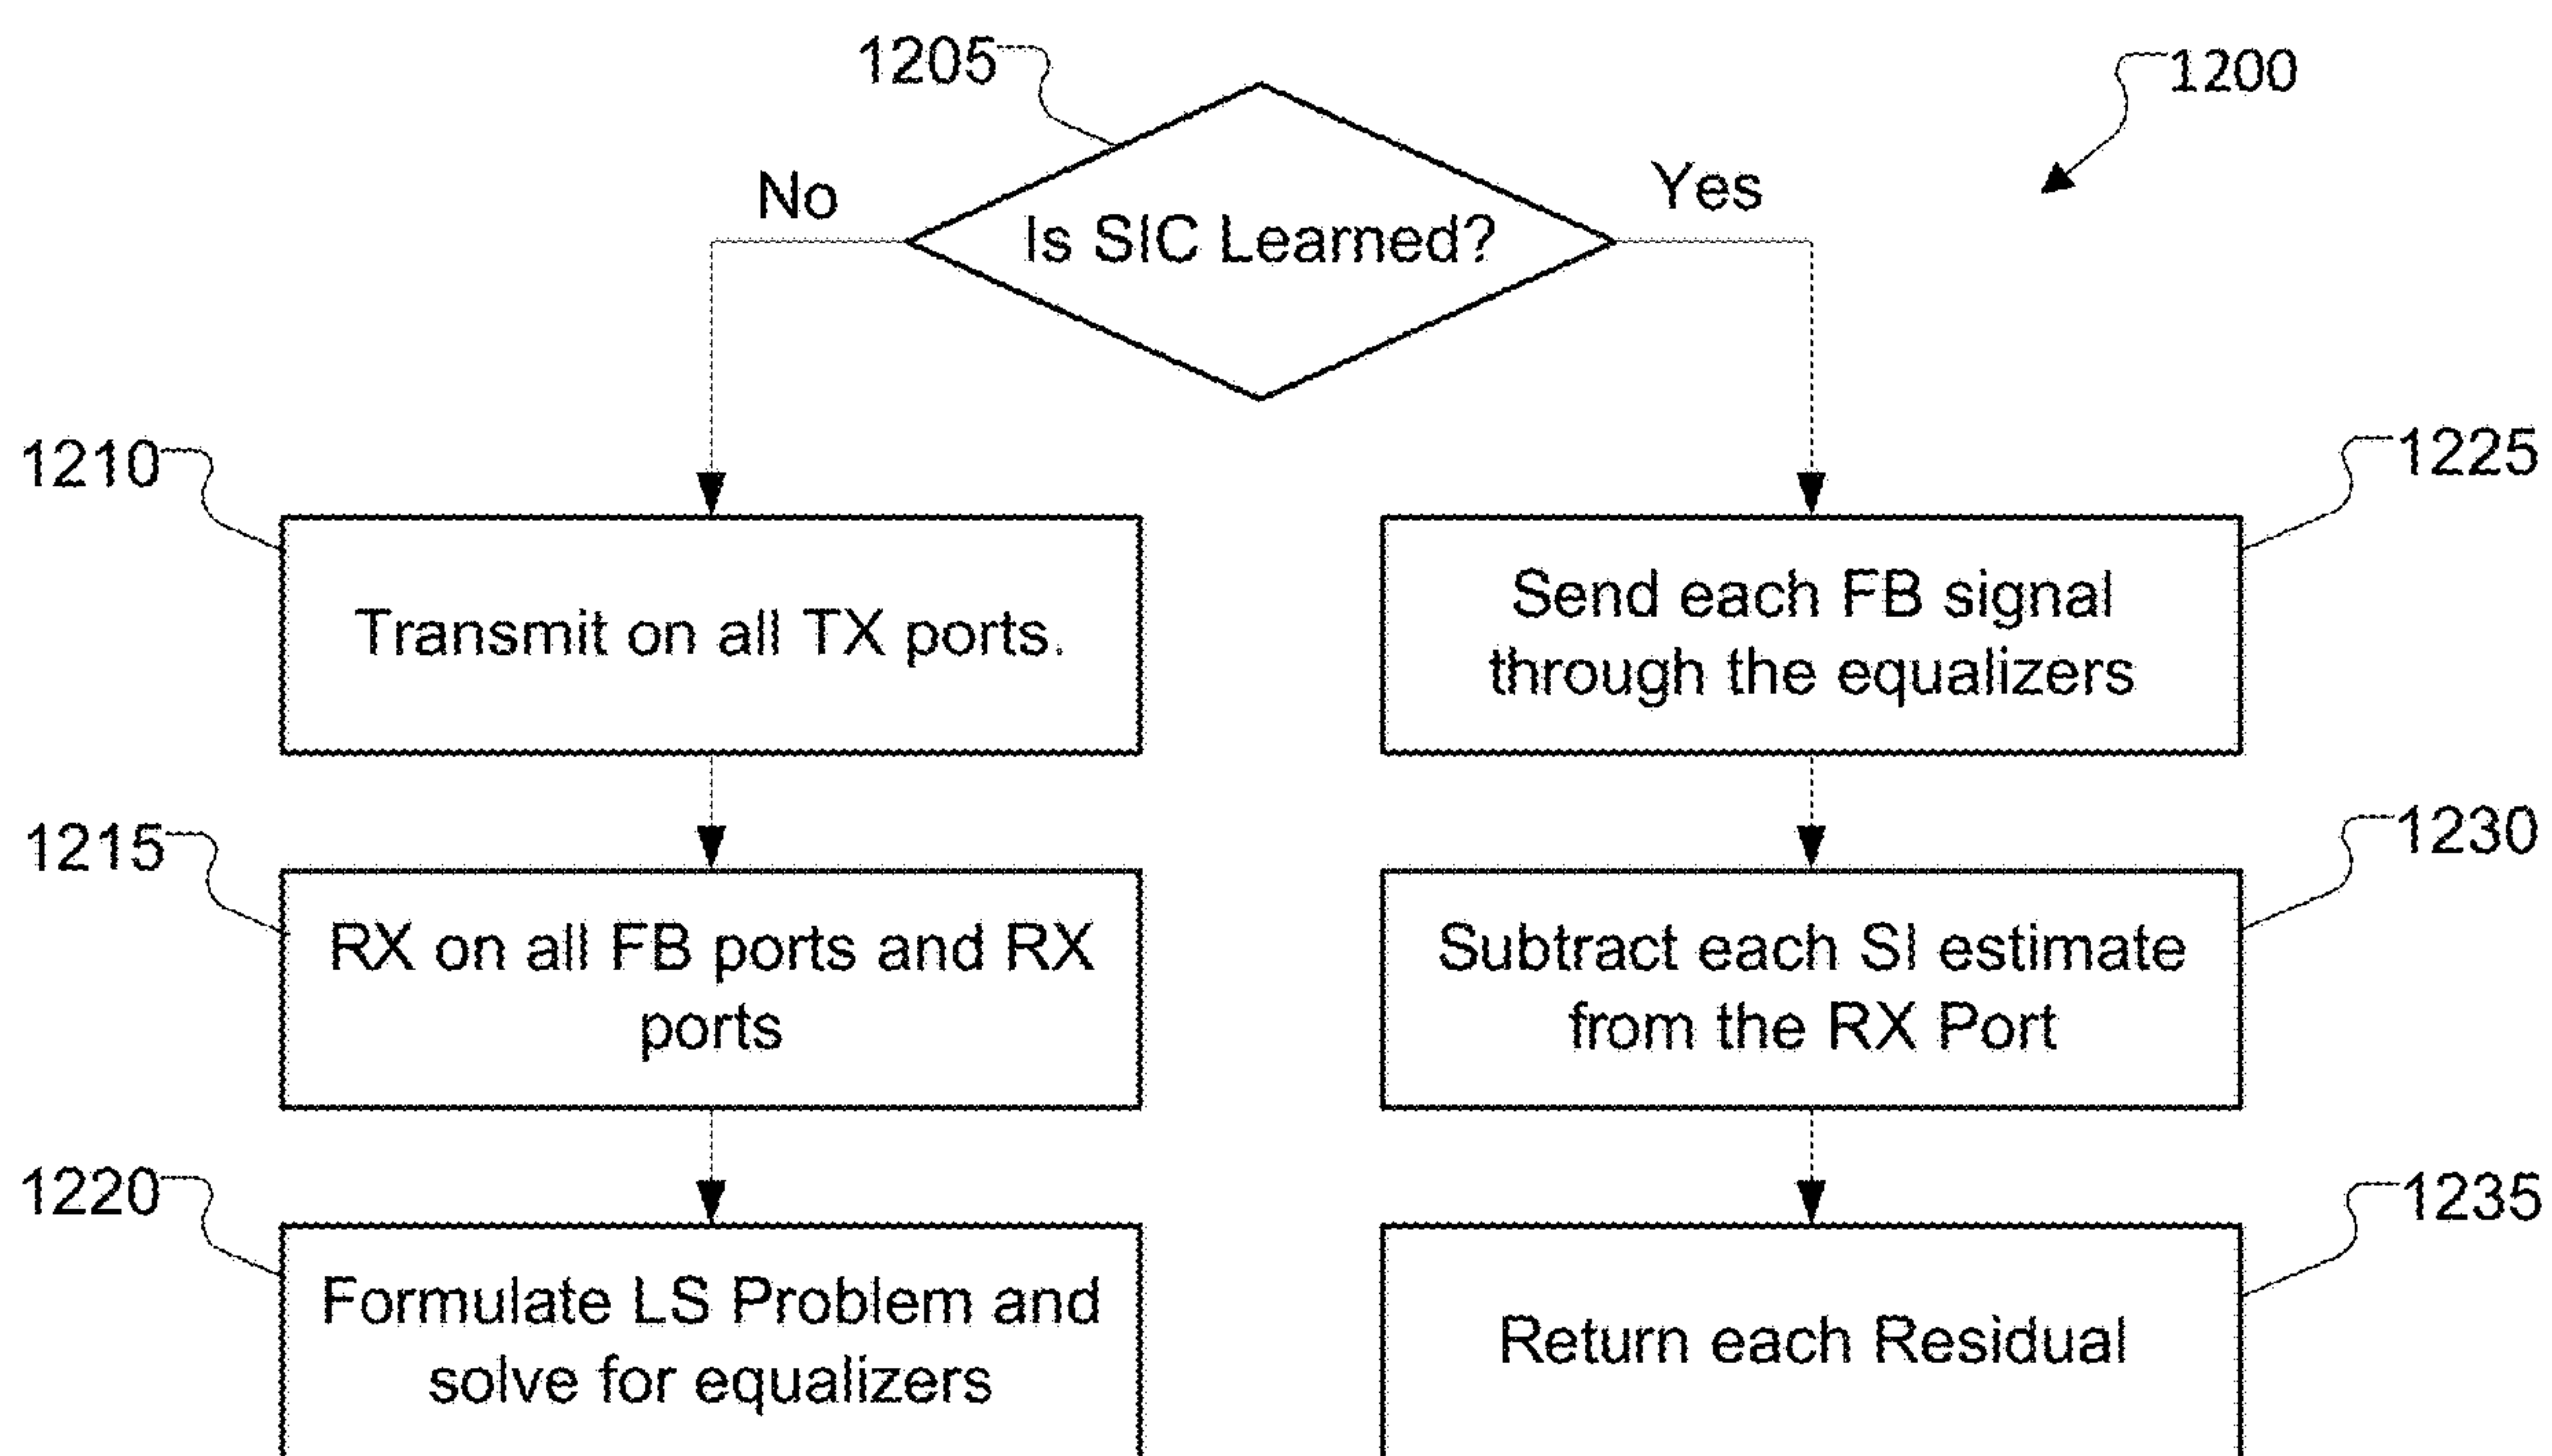 1205
1200
No
Yes
Is SIC Learned?
1210
1225
Transmit on all TX ports.
Send each FB signal
through the equalizers
1215
1230
RX on all FB ports and RX
ports
Subtract each SI estimate
from the RX Port
1220
1235
Formulate LS Problem and
solve for equalizers
Return each Residual